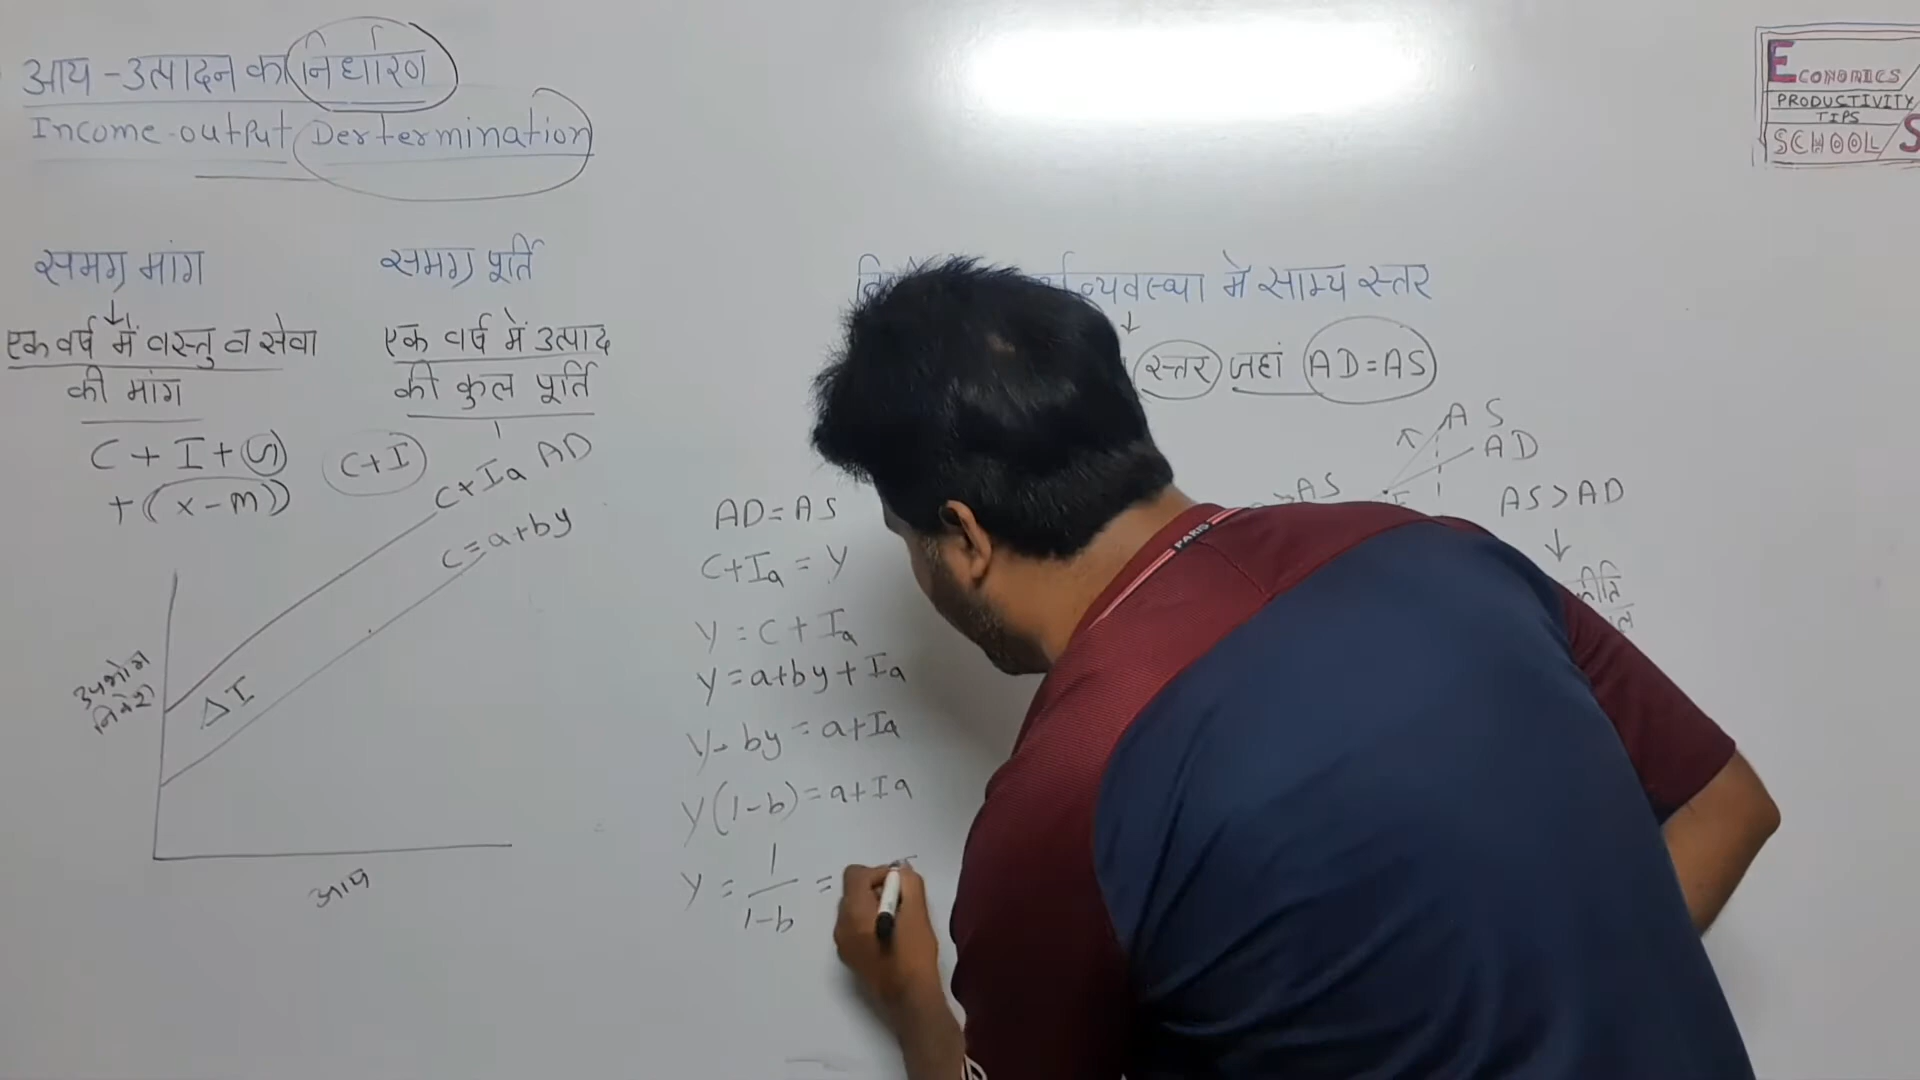 आय-उत्पादन का निर्धारण
Income-output Dertermination
ECONOMICS
PRODUCTIVITY
TIPS
SCHOOL S
समग्र मांग
एक वर्ष में वस्तु व सेवा
की मांग
C + I + G
+ (x-m)
समग्र पूर्ति
एक वर्ष में उत्पाद
की कुल पूर्ति
C+I
C+Ia AD
C=a+by
ΔI
उपभोग
निवेश
आय
व्यवस्था में साम्य स्तर
स्तर जहां AD=AS
AS
AD
E
>AS
AS>AD
AD=AS
C+Ia=y
y=C+Ia
y=a+by+Ia
y-by=a+Ia
y(1-b)=a+Ia
y=1/1-b=